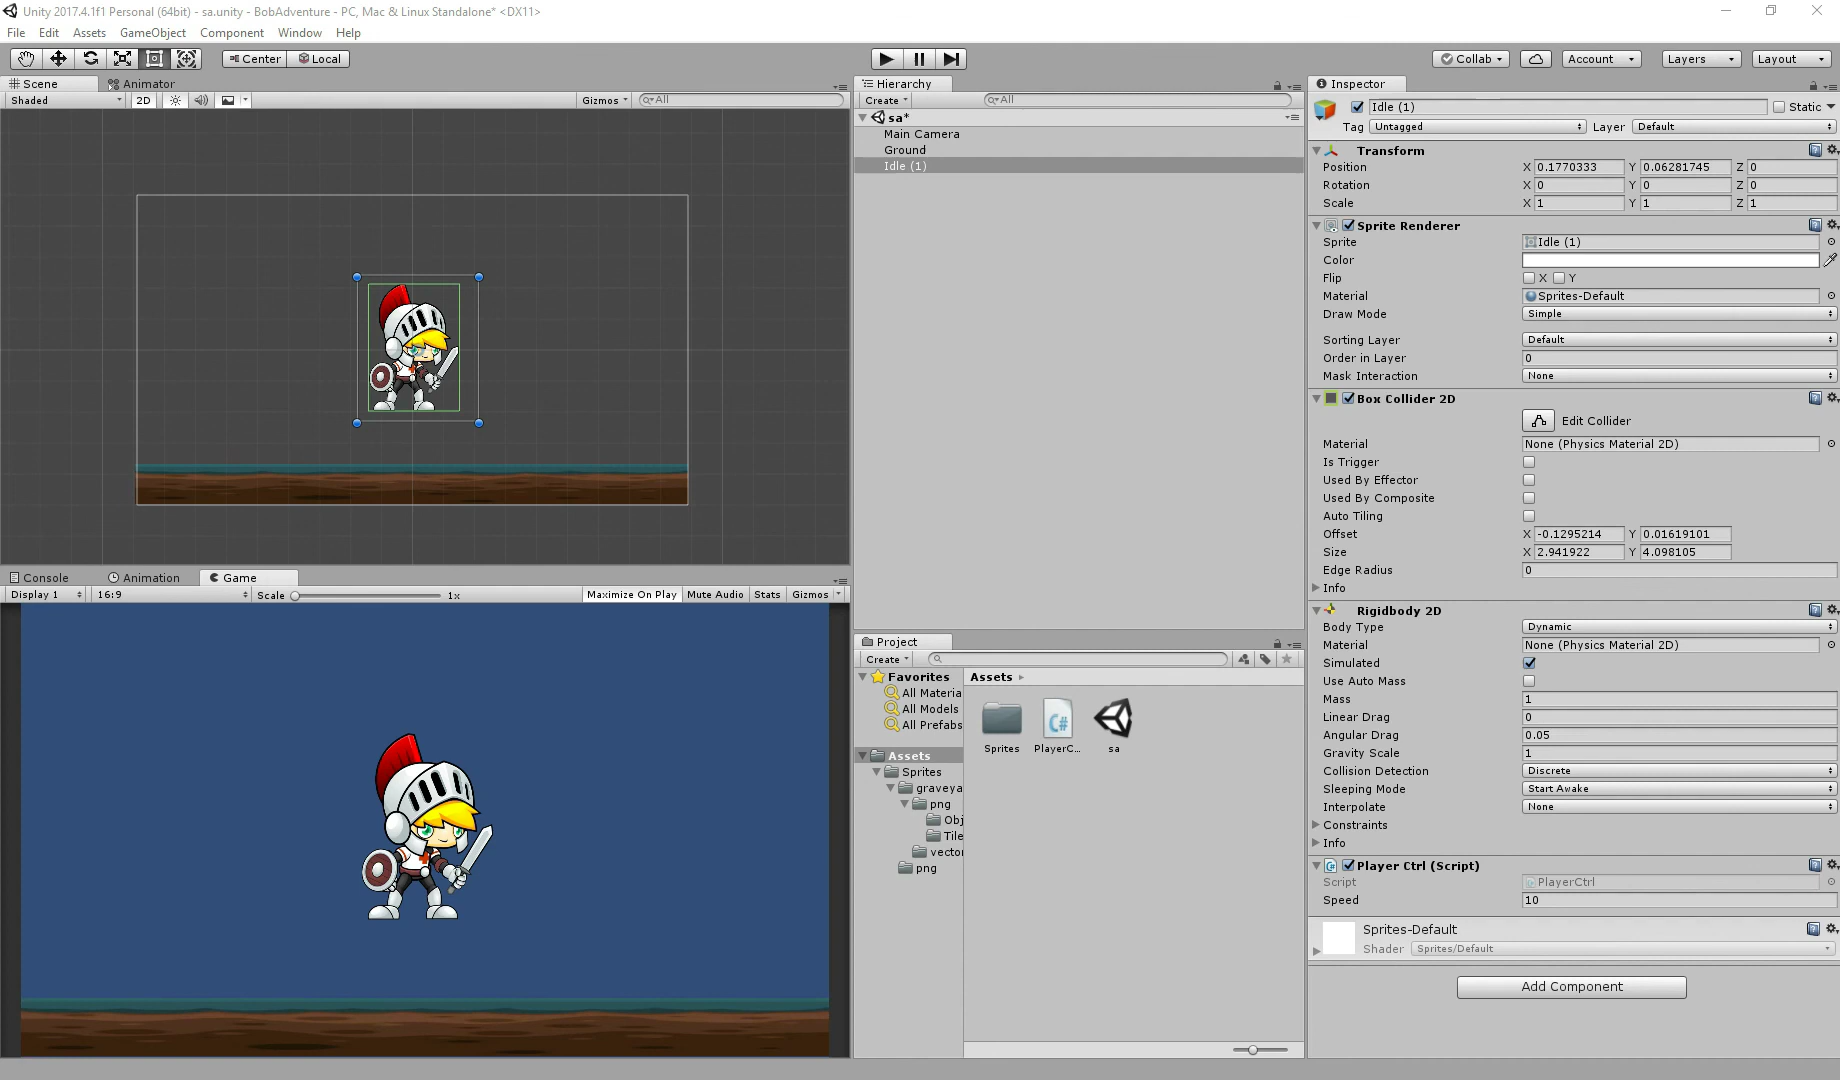 Unity 2017.4.1f1 Personal (64bit) - sa.unity - BobAdventure - PC, Mac & Linux Standalone* <DX11>
File Edit Assets GameObject Component Window Help
Center Local
Collab Account Layers Layout
Scene Animator
Shaded 2D Gizmos All
Hierarchy
Create All
sa*
Main Camera
Ground
Idle (1)
Console Animation Game
Display 1 16:9 Scale 1x Maximize On Play Mute Audio Stats Gizmos
Project
Create
Favorites
All Materia
All Models
All Prefabs
Assets
Sprites
graveya
png
Obj
Tile
vector
png
Assets
Sprites PlayerC... sa
C#
Inspector
Idle (1) Static
Tag Untagged Layer Default
Transform
Position X 0.1770333 Y 0.06281745 Z 0
Rotation X 0 Y 0 Z 0
Scale X 1 Y 1 Z 1
Sprite Renderer
Sprite Idle (1)
Color
Flip X Y
Material Sprites-Default
Draw Mode Simple
Sorting Layer Default
Order in Layer 0
Mask Interaction None
Box Collider 2D
Edit Collider
Material None (Physics Material 2D)
Is Trigger
Used By Effector
Used By Composite
Auto Tiling
Offset X -0.1295214 Y 0.01619101
Size X 2.941922 Y 4.098105
Edge Radius 0
Info
Rigidbody 2D
Body Type Dynamic
Material None (Physics Material 2D)
Simulated
Use Auto Mass
Mass 1
Linear Drag 0
Angular Drag 0.05
Gravity Scale 1
Collision Detection Discrete
Sleeping Mode Start Awake
Interpolate None
Constraints
Info
Player Ctrl (Script)
Script PlayerCtrl
Speed 10
Sprites-Default
Shader Sprites/Default
Add Component